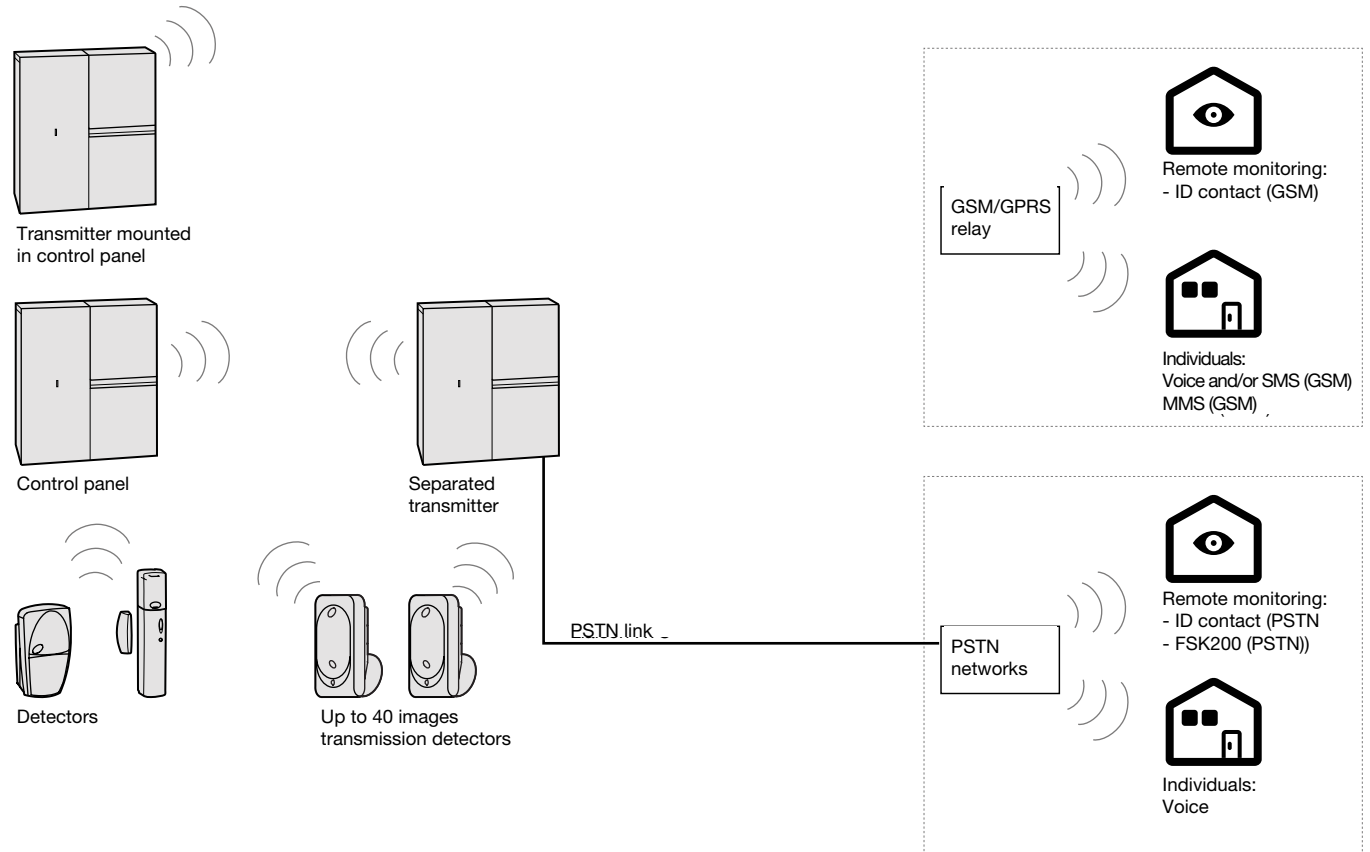 Transmitter mounted
in control panel
Control panel
Separated
transmitter
Detectors
Up to 40 images
transmission detectors
PSTN link
GSM/GPRS
relay
Remote monitoring:
- ID contact (GSM)
Individuals:
Voice and/or SMS (GSM)
MMS (GSM)
PSTN
networks
Remote monitoring:
- ID contact (PSTN
- FSK200 (PSTN))
Individuals:
Voice